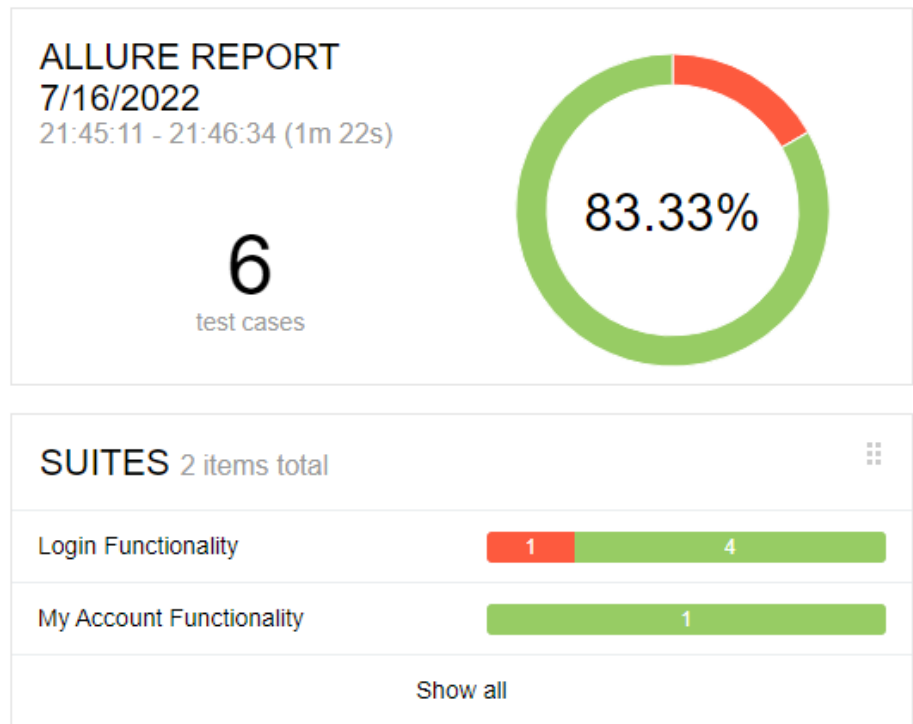 ALLURE REPORT
7/16/2022
21:45:11 - 21:46:34 (1m 22s)
6
test cases
83.33%
SUITES 2 items total
Login Functionality 1 4
My Account Functionality 1
Show all